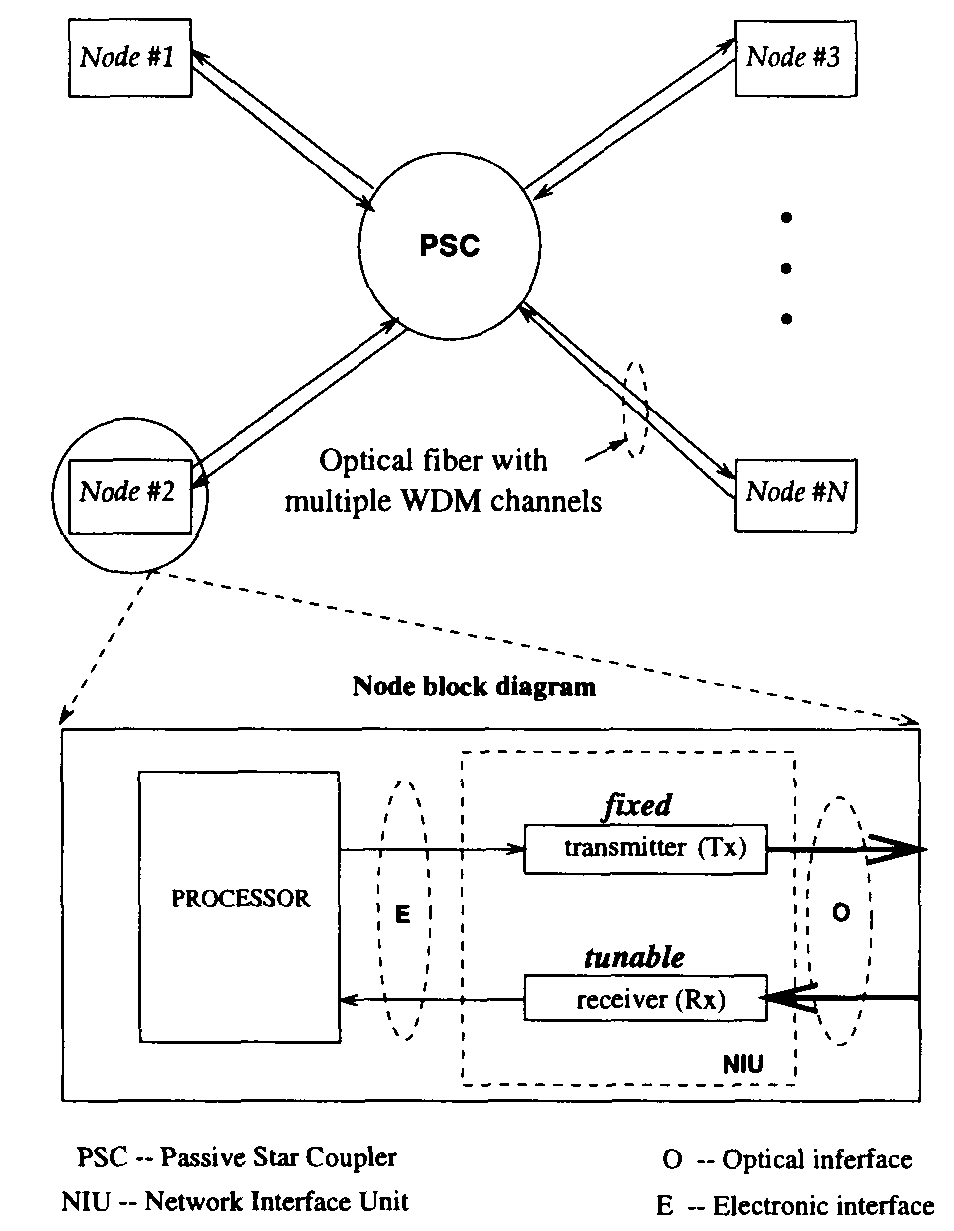 Node #1
Node #3
PSC
Optical fiber with
multiple WDM channels
Node #2
Node #N
Node block diagram
fixed
transmitter (Tx)
PROCESSOR
E
O
tunable
receiver (Rx)
NIU
PSC -- Passive Star Coupler
O -- Optical inferface
NIU -- Network Interface Unit
E -- Electronic interface